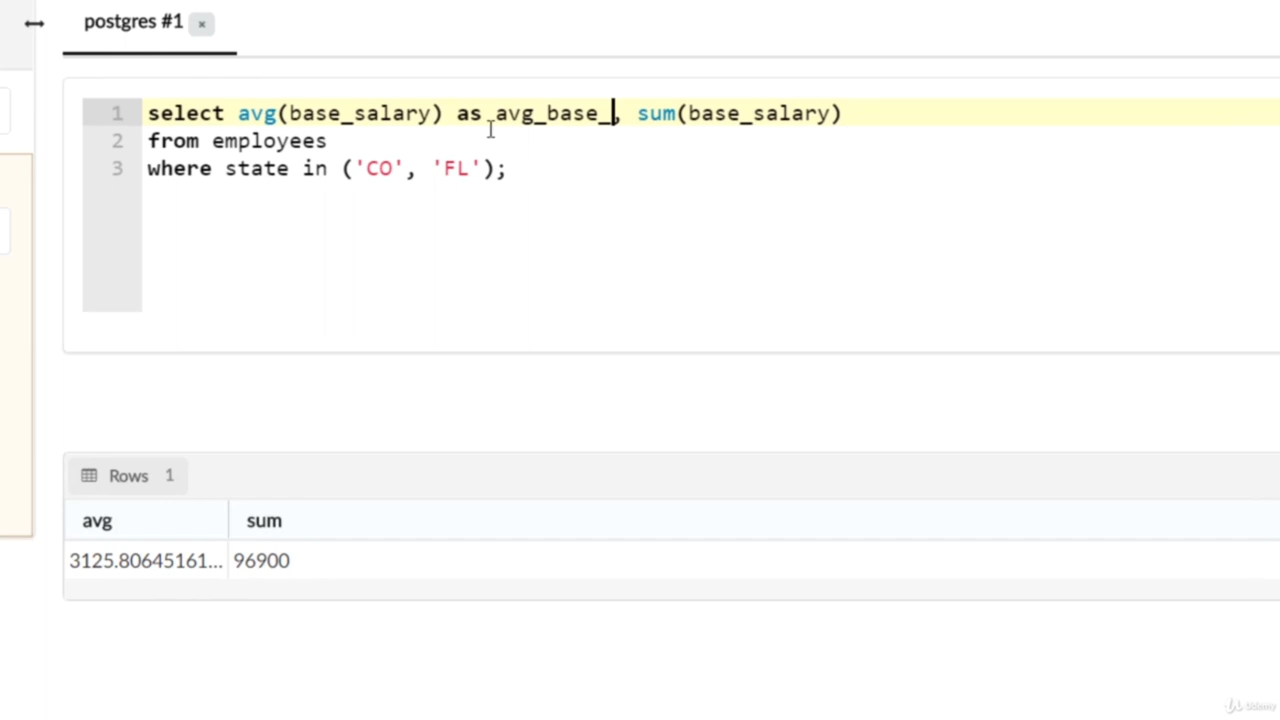 postgres #1 ×
1 select avg(base_salary) as avg_base_, sum(base_salary)
2 from employees
3 where state in ('CO', 'FL');
Rows 1
avg sum
3125.80645161... 96900
Udemy